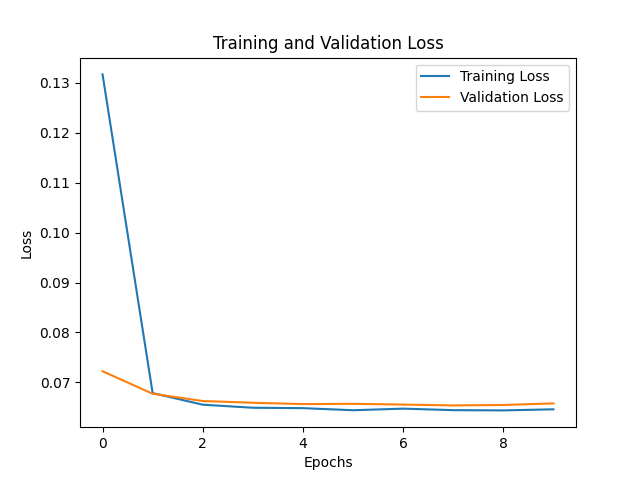 Training and Validation Loss
Training Loss
Validation Loss
0.13
0.12
0.11
0.10
0.09
0.08
0.07
Loss
0 2 4 6 8
Epochs